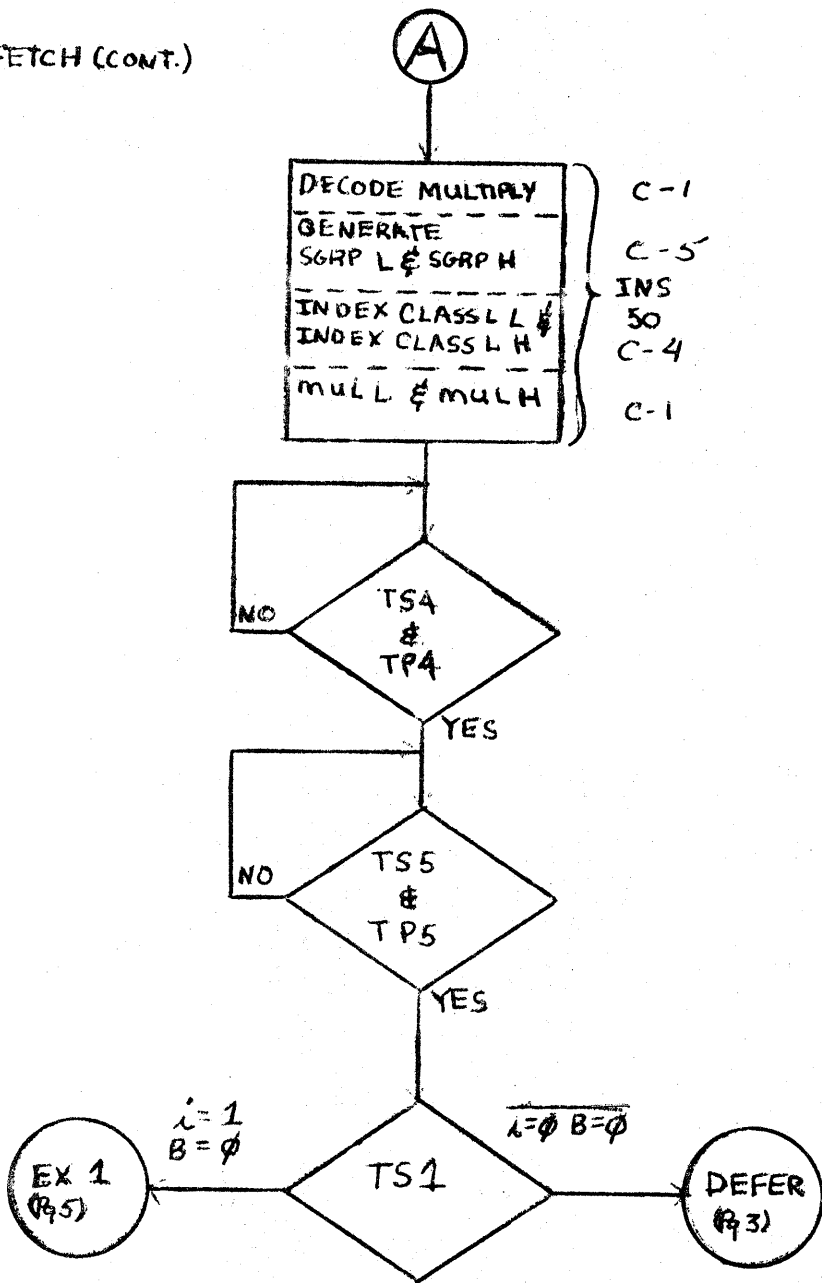 FETCH (CONT.)
A
DECODE MULTIPLY
C-1
GENERATE
SGRP L & SGRP H
C-5
INS
INDEX CLASS L L &
50
INDEX CLASS L H
C-4
MUL L & MUL H
C-1
TS4
&
TP4
NO
YES
TS5
&
TP5
NO
YES
i=1
B=∅
i=∅ B=∅
TS1
EX 1
(Pg 5)
DEFER
(Pg 3)